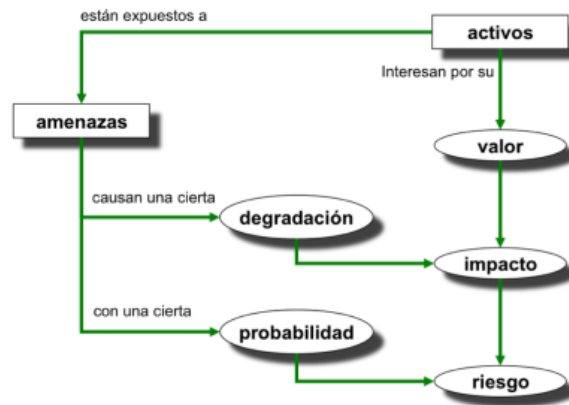 están expuestos a
activos
Interesan por su
amenazas
valor
causan una cierta
degradación
impacto
con una cierta
probabilidad
riesgo